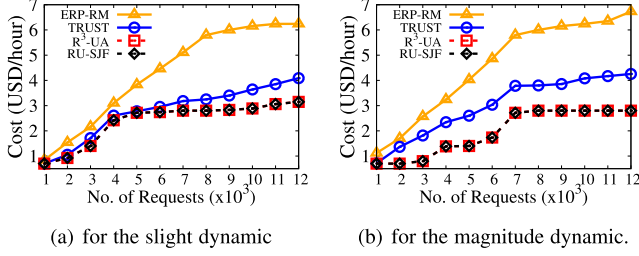 7
6
5
4
3
2
1
Cost (USD/hour)
ERP-RM
TRUST
R³-UA
RU-SJF
1 2 3 4 5 6 7 8 9 10 11 12
No. of Requests (x10³)
(a) for the slight dynamic
7
6
5
4
3
2
1
Cost (USD/hour)
ERP-RM
TRUST
R³-UA
RU-SJF
1 2 3 4 5 6 7 8 9 10 11 12
No. of Requests (x10³)
(b) for the magnitude dynamic.